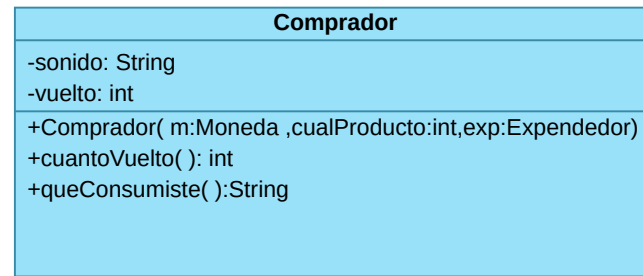 Comprador
-sonido: String
-vuelto: int
+Comprador( m:Moneda ,cualProducto:int,exp:Expendedor)
+cuantoVuelto( ): int
+queConsumiste( ):String